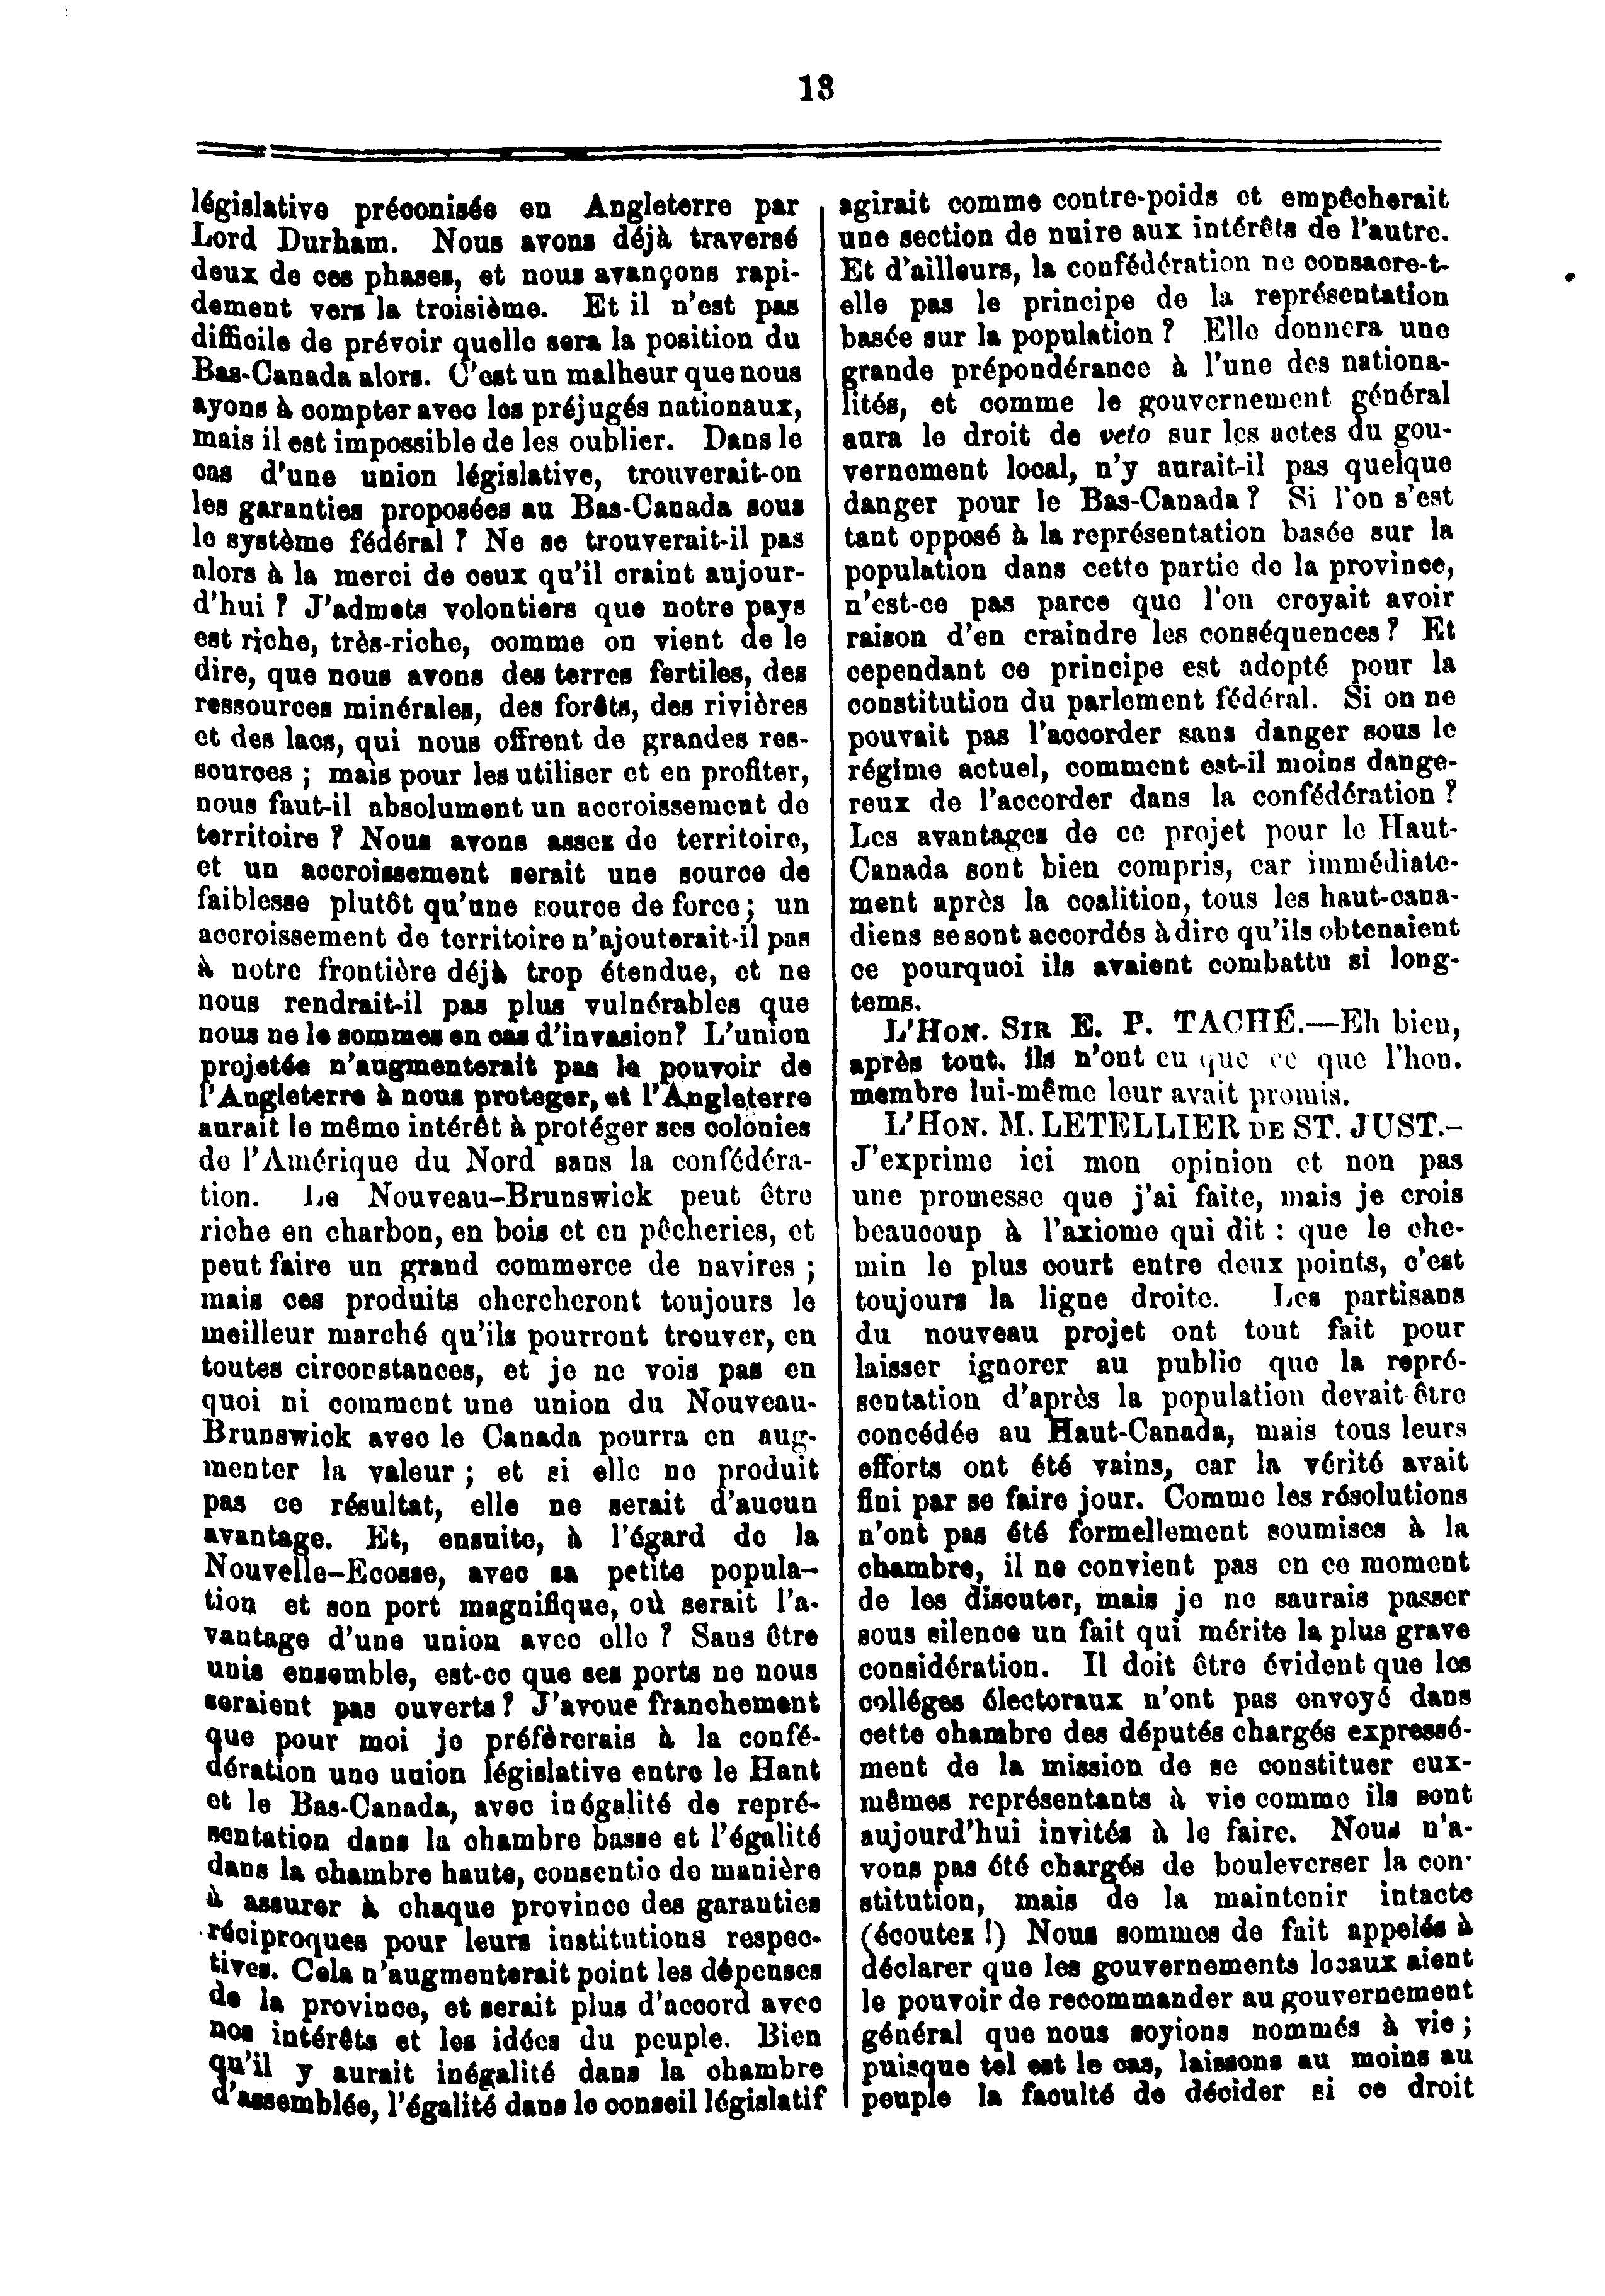 18
législative préconisée en Angleterre par
Lord Durham. Nous avons déjà traversé
deux de ces phases, et nous avançons rapi-
dement vers la troisième. Et il n'est pas
difficile de prévoir quelle sera la position du
Bas-Canada alors. C'est un malheur que nous
ayons à compter avec les préjugés nationaux,
mais il est impossible de les oublier. Dans le
cas d'une union législative, trouverait-on
les garanties proposées au Bas-Canada sous
le système fédéral ? Ne se trouverait-il pas
alors à la merci de ceux qu'il craint aujour-
d'hui ? J'admets volontiers que notre pays
est riche, très-riche, comme on vient de le
dire, que nous avons des terres fertiles, des
ressources minérales, des forêts, des rivières
et des lacs, qui nous offrent de grandes res-
sources ; mais pour les utiliser et en profiter,
nous faut-il absolument un accroissement de
territoire ? Nous avons assez de territoire,
et un accroissement serait une source de
faiblesse plutôt qu'une source de force; un
accroissement de territoire n'ajouterait-il pas
à notre frontière déjà trop étendue, et ne
nous rendrait-il pas plus vulnérables que
nous ne le sommes en cas d'invasion? L'union
projetée n'augmenterait pas le pouvoir de
l'Angleterre à nous proteger, et l'Angleterre
aurait le même intérêt à protéger ses colonies
de l'Amérique du Nord sans la confédéra-
tion. Le Nouveau–Brunswick peut être
riche en charbon, en bois et en pêcheries, et
peut faire un grand commerce de navires ;
mais ces produits chercheront toujours le
meilleur marché qu'ils pourront trouver, en
toutes circonstances, et je ne vois pas en
quoi ni comment une union du Nouveau-
Brunswick avec le Canada pourra en aug-
menter la valeur ; et si elle ne produit
pas ce résultat, elle ne serait d'aucun
avantage. Et, ensuite, à l'égard de la
Nouvelle–Ecosse, avec sa petite popula–
tion et son port magnifique, où serait l'a-
vantage d'une union avec elle ? Sans être
unis ensemble, est-ce que ses ports ne nous
seraient pas ouverts? J'avoue franchement
que pour moi je préfèrerais à la confé-
dération une union législative entre le Haut
et le Bas-Canada, avec inégalité de repré-
sentation dans la chambre basse et l'égalité
dans la chambre haute, consentie de manière
à assurer à chaque province des garanties
réciproques pour leurs institutions respec-
tives. Cela n'augmenterait point les dépenses
de la province, et serait plus d'accord avec
nos intérêts et les idées du peuple. Bien
qu'il y aurait inégalité dans la chambre
d'assemblée, l'égalité dans le conseil législatif
agirait comme contre-poids et empêcherait
une section de nuire aux intérêts de l'autre.
Et d'ailleurs, la confédération ne consacre-t-
elle pas le principe de la représentation
basée sur la population ? Elle donnera une
grande prépondérance à l'une des nationa-
lités, et comme le gouvernement général
aura le droit de veto sur les actes du gou-
vernement local, n'y aurait-il pas quelque
danger pour le Bas-Canada ? Si l'on s'est
tant opposé à la représentation basée sur la
population dans cette partie de la province,
n'est-ce pas parce que l'on croyait avoir
raison d'en craindre les conséquences ? Et
cependant ce principe est adopté pour la
constitution du parlement fédéral. Si on ne
pouvait pas l'accorder sans danger sous le
régime actuel, comment est-il moins dange-
reux de l'accorder dans la confédération ?
Les avantages de ce projet pour le Haut-
Canada sont bien compris, car immédiate-
ment après la coalition, tous les haut-cana-
diens se sont accordés à dire qu'ils obtenaient
ce pourquoi ils avaient combattu si long-
tems.
L'HON. SIR E. P. TACHÉ.—Eh bien,
après tout, ils n'ont eu que ce que l'hon.
membre lui-même leur avait promis.
L'HON. M. LETELLIER DE ST. JUST.–
J'exprime ici mon opinion et non pas
une promesse que j'ai faite, mais je crois
beaucoup à l'axiome qui dit : que le che-
min le plus court entre deux points, c'est
toujours la ligne droite. Les partisans
du nouveau projet ont tout fait pour
laisser ignorer au public que la repré-
sentation d'après la population devait être
concédée au Haut-Canada, mais tous leurs
efforts ont été vains, car la vérité avait
fini par se faire jour. Comme les résolutions
n'ont pas été formellement soumises à la
chambre, il ne convient pas en ce moment
de les discuter, mais je ne saurais passer
sous silence un fait qui mérite la plus grave
considération. Il doit être évident que les
colléges électoraux n'ont pas envoyé dans
cette chambre des députés chargés expressé-
ment de la mission de se constituer eux-
mêmes représentants à vie comme ils sont
aujourd'hui invités à le faire. Nous n'a-
vons pas été chargés de bouleverser la con-
stitution, mais de la maintenir intacte
(écoutez !) Nous sommes de fait appelés à
déclarer que les gouvernements locaux aient
le pouvoir de recommander au gouvernement
général que nous soyions nommés à vie ;
puisque tel est le cas, laissons au moins au
peuple la faculté de décider si ce droit